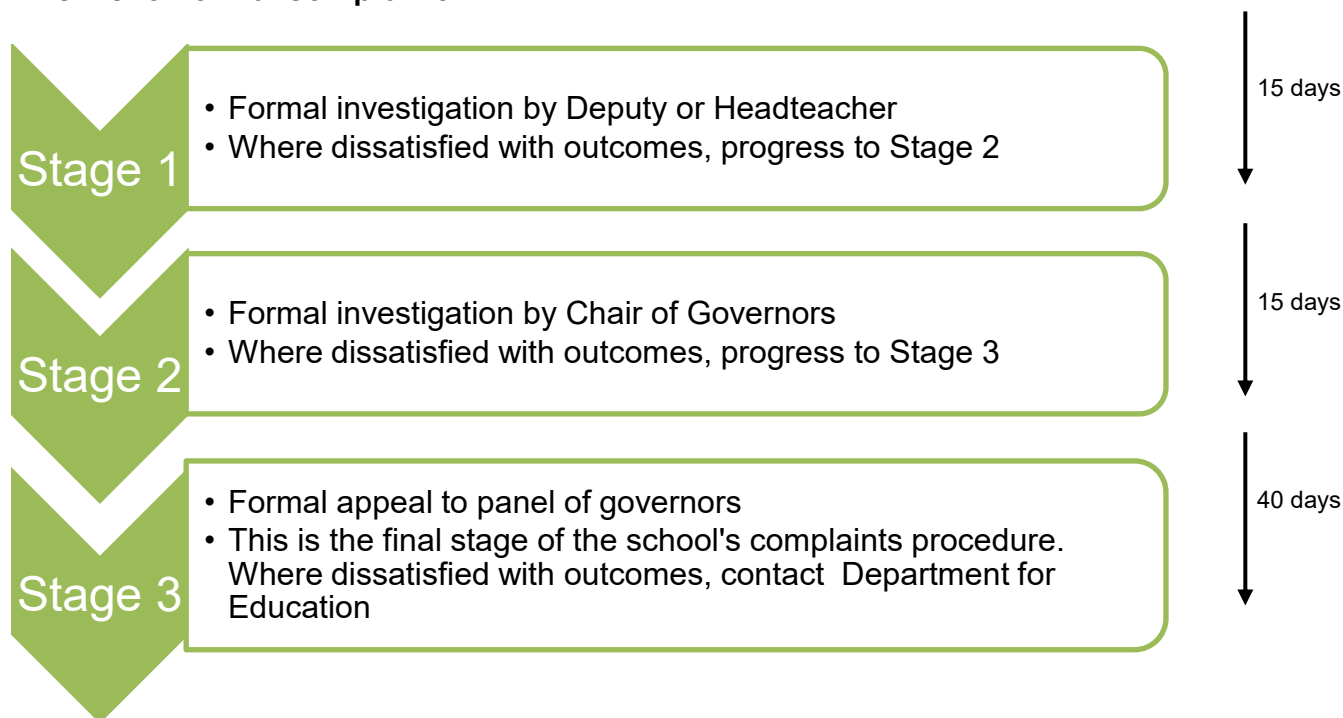 15 days
Stage 1
• Formal investigation by Deputy or Headteacher
• Where dissatisfied with outcomes, progress to Stage 2
15 days
Stage 2
• Formal investigation by Chair of Governors
• Where dissatisfied with outcomes, progress to Stage 3
40 days
Stage 3
• Formal appeal to panel of governors
• This is the final stage of the school's complaints procedure.
Where dissatisfied with outcomes, contact Department for
Education